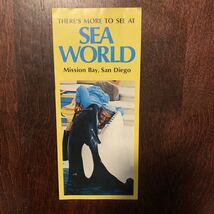 THERE'S MORE TO SEE AT
SEA
WORLD
Mission Bay, San Diego